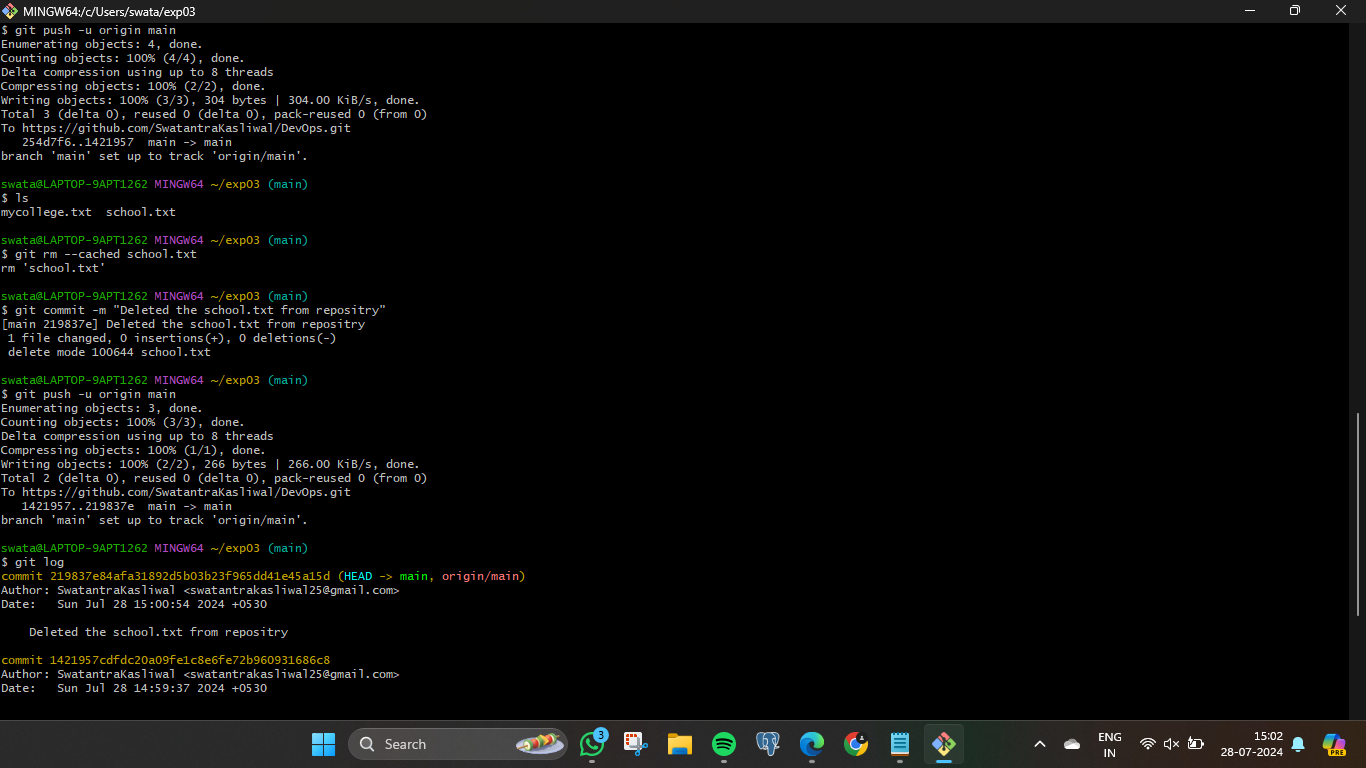 MINGW64:/c/Users/swata/exp03
$ git push -u origin main
Enumerating objects: 4, done.
Counting objects: 100% (4/4), done.
Delta compression using up to 8 threads
Compressing objects: 100% (2/2), done.
Writing objects: 100% (3/3), 304 bytes | 304.00 KiB/s, done.
Total 3 (delta 0), reused 0 (delta 0), pack-reused 0 (from 0)
To https://github.com/SwatantraKasliwal/DevOps.git
   254d7f6..1421957  main -> main
branch 'main' set up to track 'origin/main'.
swata@LAPTOP-9APT1262 MINGW64 ~/exp03 (main)
$ ls
mycollege.txt  school.txt
swata@LAPTOP-9APT1262 MINGW64 ~/exp03 (main)
$ git rm --cached school.txt
rm 'school.txt'
swata@LAPTOP-9APT1262 MINGW64 ~/exp03 (main)
$ git commit -m "Deleted the school.txt from repositry"
[main 219837e] Deleted the school.txt from repositry
 1 file changed, 0 insertions(+), 0 deletions(-)
 delete mode 100644 school.txt
swata@LAPTOP-9APT1262 MINGW64 ~/exp03 (main)
$ git push -u origin main
Enumerating objects: 3, done.
Counting objects: 100% (3/3), done.
Delta compression using up to 8 threads
Compressing objects: 100% (1/1), done.
Writing objects: 100% (2/2), 266 bytes | 266.00 KiB/s, done.
Total 2 (delta 0), reused 0 (delta 0), pack-reused 0 (from 0)
To https://github.com/SwatantraKasliwal/DevOps.git
   1421957..219837e  main -> main
branch 'main' set up to track 'origin/main'.
swata@LAPTOP-9APT1262 MINGW64 ~/exp03 (main)
$ git log
commit 219837e84afa31892d5b03b23f965dd41e45a15d (HEAD -> main, origin/main)
Author: SwatantraKasliwal <swatantrakasliwal25@gmail.com>
Date:   Sun Jul 28 15:00:54 2024 +0530
    Deleted the school.txt from repositry
commit 1421957cdfdc20a09fe1c8e6fe72b960931686c8
Author: SwatantraKasliwal <swatantrakasliwal25@gmail.com>
Date:   Sun Jul 28 14:59:37 2024 +0530
Search
3
ENG
IN
15:02
28-07-2024
PRE